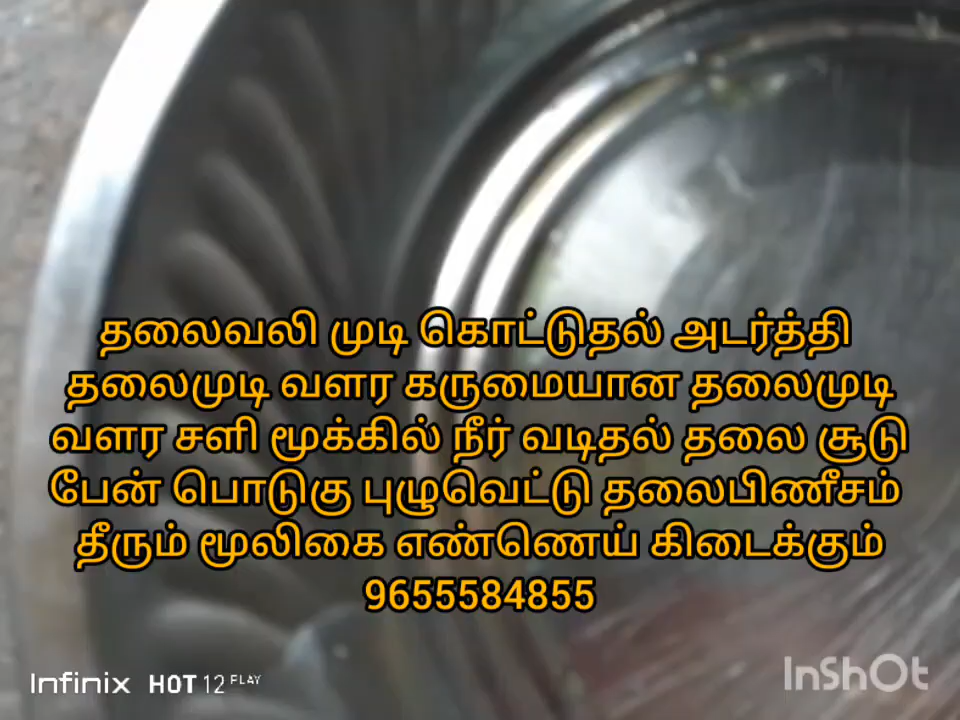 தலைவலி முடி கொட்டுதல் அடர்த்தி
தலைமுடி வளர கருமையான தலைமுடி
வளர சளி மூக்கில் நீர் வடிதல் தலை சூடு
பேன் பொடுகு புழுவெட்டு தலைபிணீசம்
தீரும் மூலிகை எண்ணெய் கிடைக்கும்
9655584855
Infinix HOT 12 PLAY
InShOt